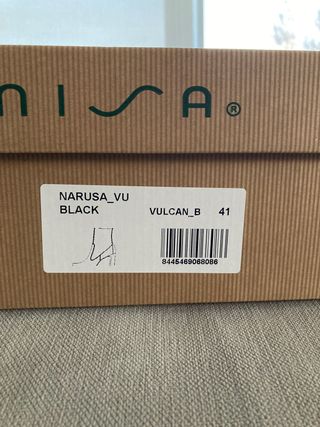 NISA®
NARUSA_VU
BLACK VULCAN_B 41
8445469068086